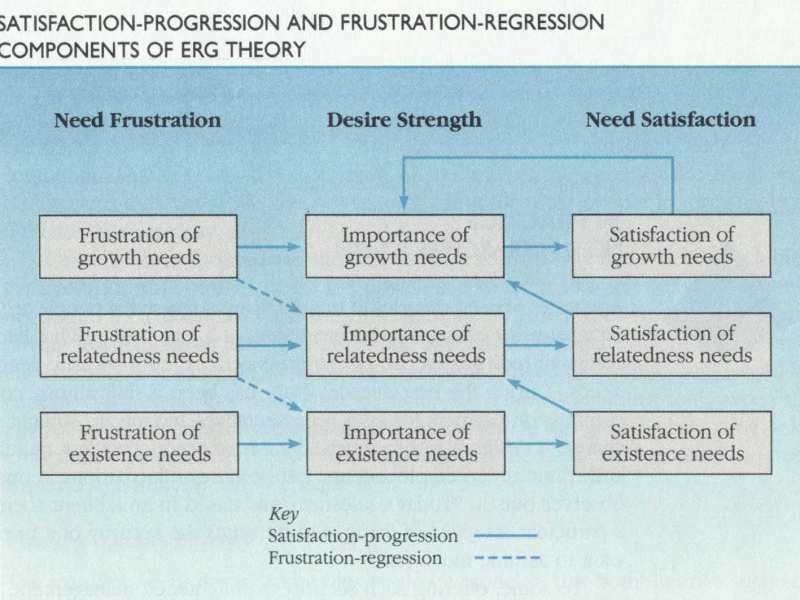 SATISFACTION-PROGRESSION AND FRUSTRATION-REGRESSION
COMPONENTS OF ERG THEORY
Need Frustration
Desire Strength
Need Satisfaction
Frustration of
growth needs
Importance of
growth needs
Satisfaction of
growth needs
Frustration of
relatedness needs
Importance of
relatedness needs
Satisfaction of
relatedness needs
Frustration of
existence needs
Importance of
existence needs
Satisfaction of
existence needs
Key
Satisfaction-progression
Frustration-regression